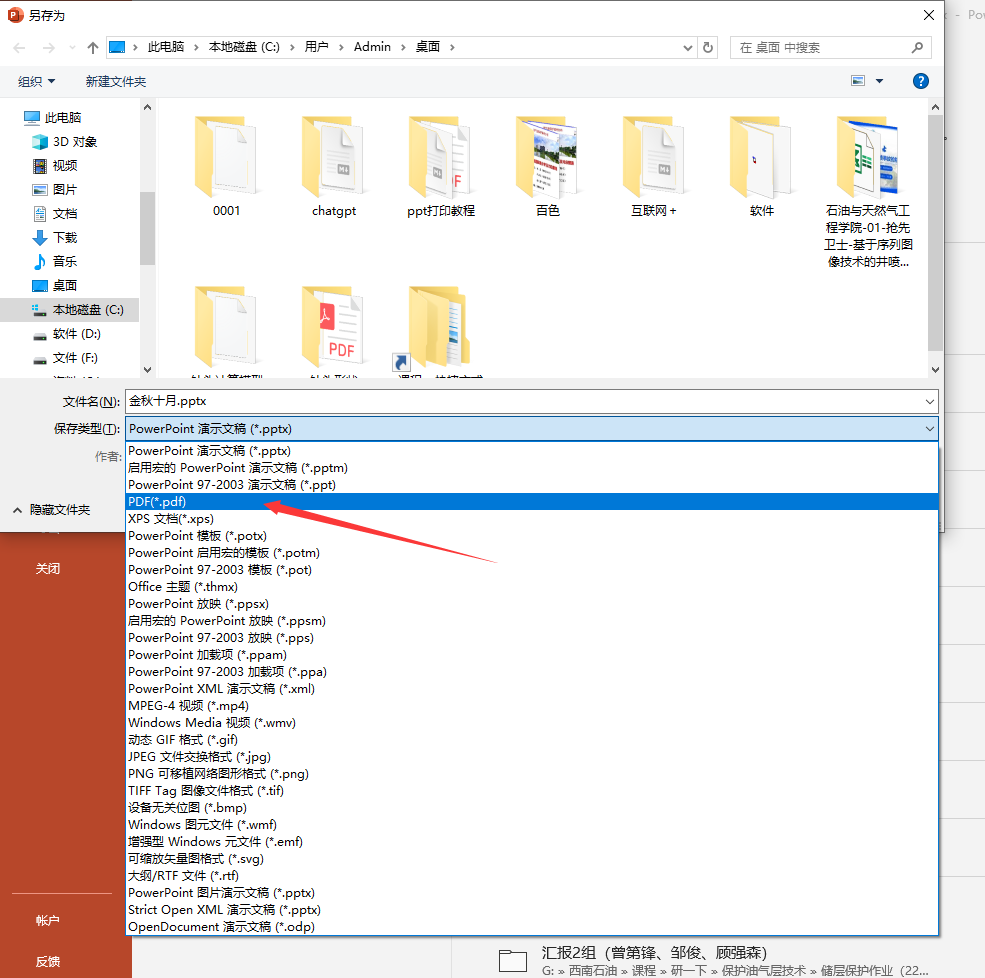 另存为
此电脑 › 本地磁盘 (C:) › 用户 › Admin › 桌面 ›
在 桌面 中搜索
组织
新建文件夹
此电脑
3D 对象
视频
图片
文档
下载
音乐
桌面
本地磁盘 (C:)
软件 (D:)
文件 (F:)
0001
chatgpt
ppt打印教程
百色
互联网＋
软件
石油与天然气工
程学院-01-抢先
卫士-基于序列图
像技术的井喷...
PDF
文件名(N):
金秋十月.pptx
保存类型(T):
PowerPoint 演示文稿 (*.pptx)
作者:
隐藏文件夹
PowerPoint 演示文稿 (*.pptx)
启用宏的 PowerPoint 演示文稿 (*.pptm)
PowerPoint 97-2003 演示文稿 (*.ppt)
PDF(*.pdf)
XPS 文档(*.xps)
PowerPoint 模板 (*.potx)
PowerPoint 启用宏的模板 (*.potm)
PowerPoint 97-2003 模板 (*.pot)
Office 主题 (*.thmx)
PowerPoint 放映 (*.ppsx)
启用宏的 PowerPoint 放映 (*.ppsm)
PowerPoint 97-2003 放映 (*.pps)
PowerPoint 加载项 (*.ppam)
PowerPoint 97-2003 加载项 (*.ppa)
PowerPoint XML 演示文稿 (*.xml)
MPEG-4 视频 (*.mp4)
Windows Media 视频 (*.wmv)
动态 GIF 格式 (*.gif)
JPEG 文件交换格式 (*.jpg)
PNG 可移植网络图形格式 (*.png)
TIFF Tag 图像文件格式 (*.tif)
设备无关位图 (*.bmp)
Windows 图元文件 (*.wmf)
增强型 Windows 元文件 (*.emf)
可缩放矢量图格式 (*.svg)
大纲/RTF 文件 (*.rtf)
PowerPoint 图片演示文稿 (*.pptx)
Strict Open XML 演示文稿 (*.pptx)
OpenDocument 演示文稿 (*.odp)
关闭
帐户
反馈
汇报2组（曾第锋、邹俊、顾强森）
G: » 西南石油 » 课程 » 研一下 » 保护油气层技术 » 储层保护作业（22...